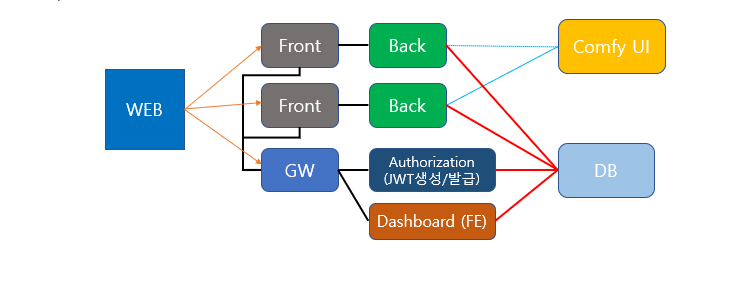 Front
Back
Comfy UI
WEB
Front
Back
GW
Authorization
(JWT생성/발급)
DB
Dashboard (FE)